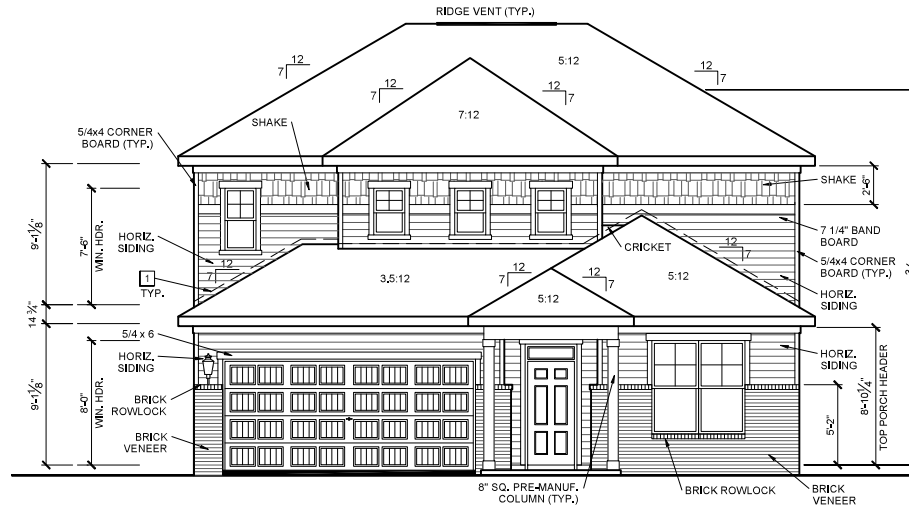 RIDGE VENT (TYP.)
12
7
5:12
12
7
12
7
12
7
7:12
5/4x4 CORNER
BOARD (TYP.)
SHAKE
SHAKE
2'-6"
9'-1 1/8"
7'-6"
WIN. HDR.
HORIZ.
SIDING
7 1/4" BAND
BOARD
CRICKET
5/4x4 CORNER
BOARD (TYP.)
12
7
12
7
12
7
12
7
1
TYP.
3.5:12
5:12
5:12
HORIZ.
SIDING
14 3/4"
5/4 x 6
HORIZ.
SIDING
HORIZ.
SIDING
9'-1 1/8"
8'-0"
WIN. HDR.
BRICK
ROWLOCK
BRICK
VENEER
5'-2"
8'-10 1/4"
TOP PORCH HEADER
8" SQ. PRE-MANUF.
COLUMN (TYP.)
BRICK ROWLOCK
BRICK
VENEER